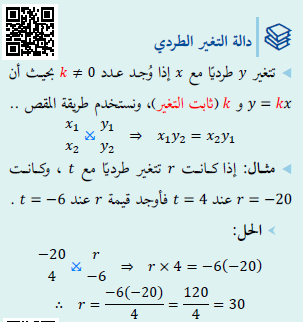 دالة التغير الطردي
تتغير y طرديًا مع x إذا وُجد عدد k ≠ 0 بحيث أن
y = kx و k (ثابت التغير)، ونستخدم طريقة المقص ..
x₁ y₁
x₂ y₂ ⇒ x₁y₂ = x₂y₁
مثال: إذا كانت r تتغير طرديًا مع t ، وكانت
r = −20 عند t = 4 فأوجد قيمة r عند t = −6 .
الحل:
−20 r
4 −6 ⇒ r × 4 = −6(−20)
∴ r = −6(−20)/4 = 120/4 = 30